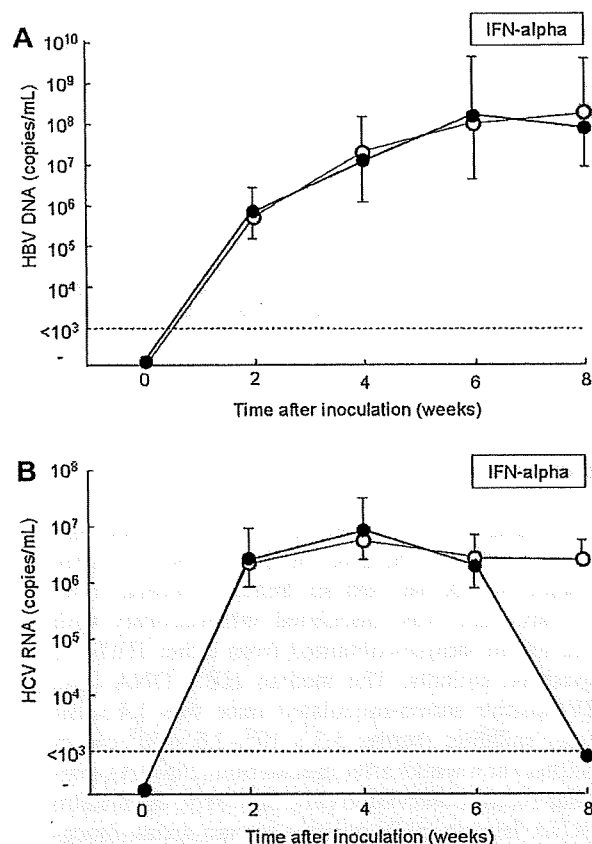 A
IFN-alpha
HBV DNA (copies/mL)
10^10
10^9
10^8
10^7
10^6
10^5
10^4
<10^3
-
0 2 4 6 8
Time after inoculation (weeks)
B
IFN-alpha
HCV RNA (copies/mL)
10^8
10^7
10^6
10^5
10^4
<10^3
-
0 2 4 6 8
Time after inoculation (weeks)